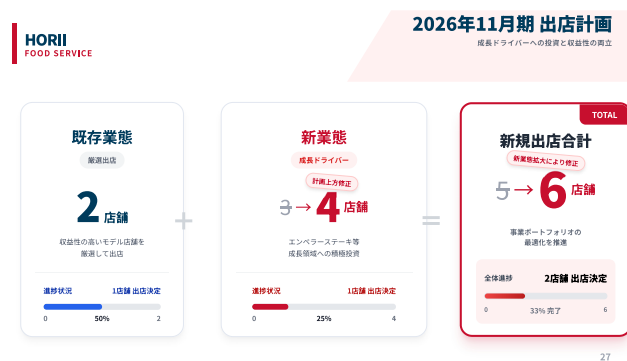 HORII
FOOD SERVICE
2026年11月期 出店計画
成長ドライバーへの投資と収益性の両立
既存業態
厳選出店
2 店舗
収益性の高いモデル店舗を
厳選して出店
進捗状況 1店舗 出店決定
0 50% 2
+
新業態
成長ドライバー
計画上方修正
3 → 4 店舗
エンペラーステーキ等
成長領域への積極投資
進捗状況 1店舗 出店決定
0 25% 4
=
TOTAL
新規出店合計
新業態拡大により修正
5 → 6 店舗
事業ポートフォリオの
最適化を推進
全体進捗 2店舗 出店決定
0 33% 完了 6
27